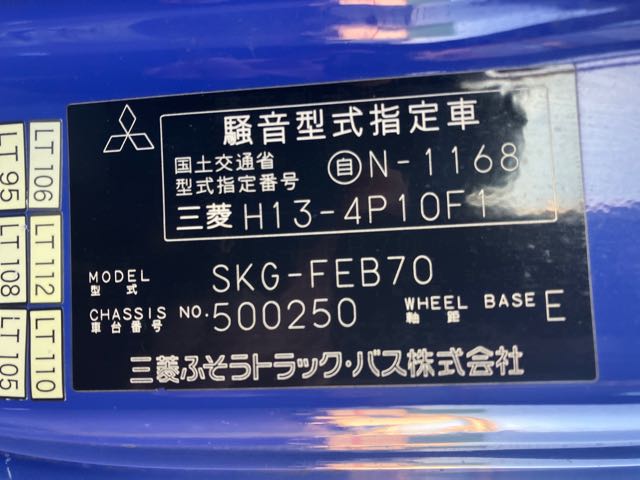 騒音型式指定車
国土交通省
型式指定番号
自 N-1168
三菱 H13-4P10F1
MODEL
型式
SKG-FEB70
CHASSIS NO.
車台番号
500250
WHEEL BASE
軸距
E
三菱ふそうトラック・バス株式会社
LT 106
LT 95
LT 112
LT 108
LT 110
LT 105